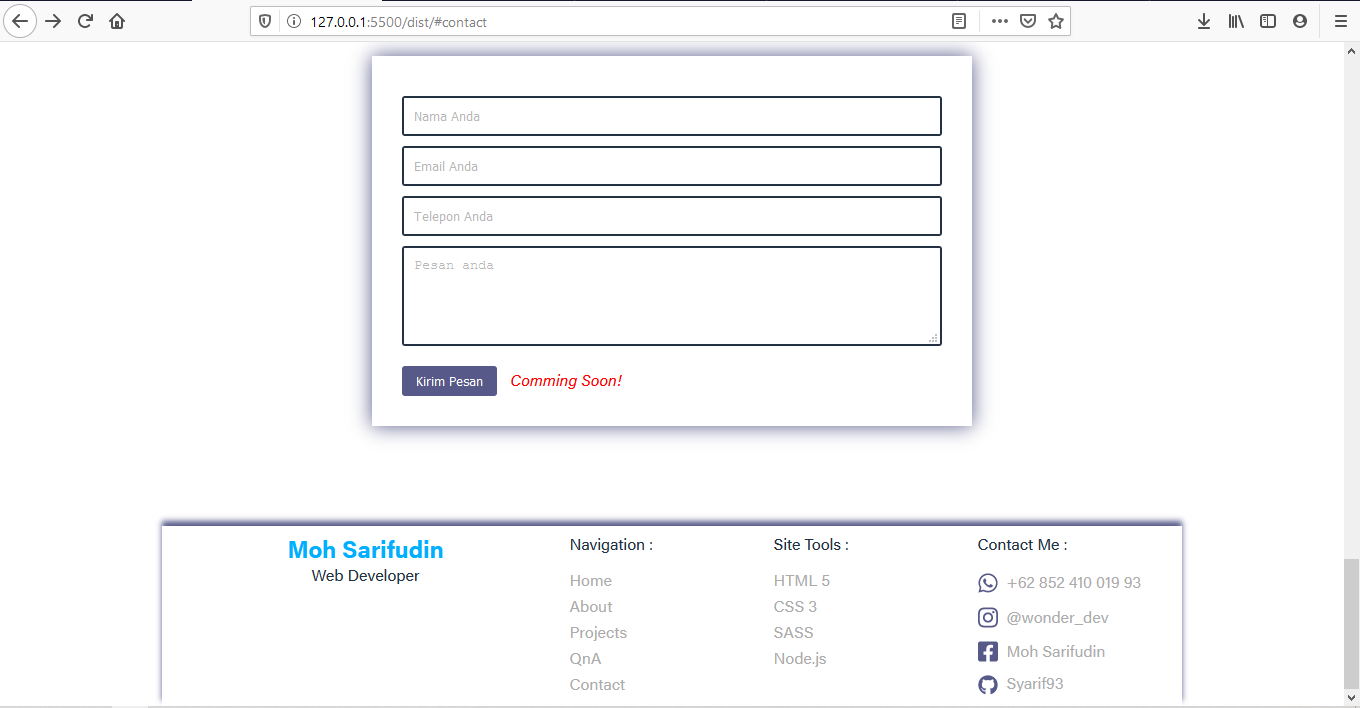 127.0.0.1:5500/dist/#contact
Nama Anda
Email Anda
Telepon Anda
Pesan anda
Kirim Pesan
Comming Soon!
Moh Sarifudin
Web Developer
Navigation :
Home
About
Projects
QnA
Contact
Site Tools :
HTML 5
CSS 3
SASS
Node.js
Contact Me :
+62 852 410 019 93
@wonder_dev
Moh Sarifudin
Syarif93